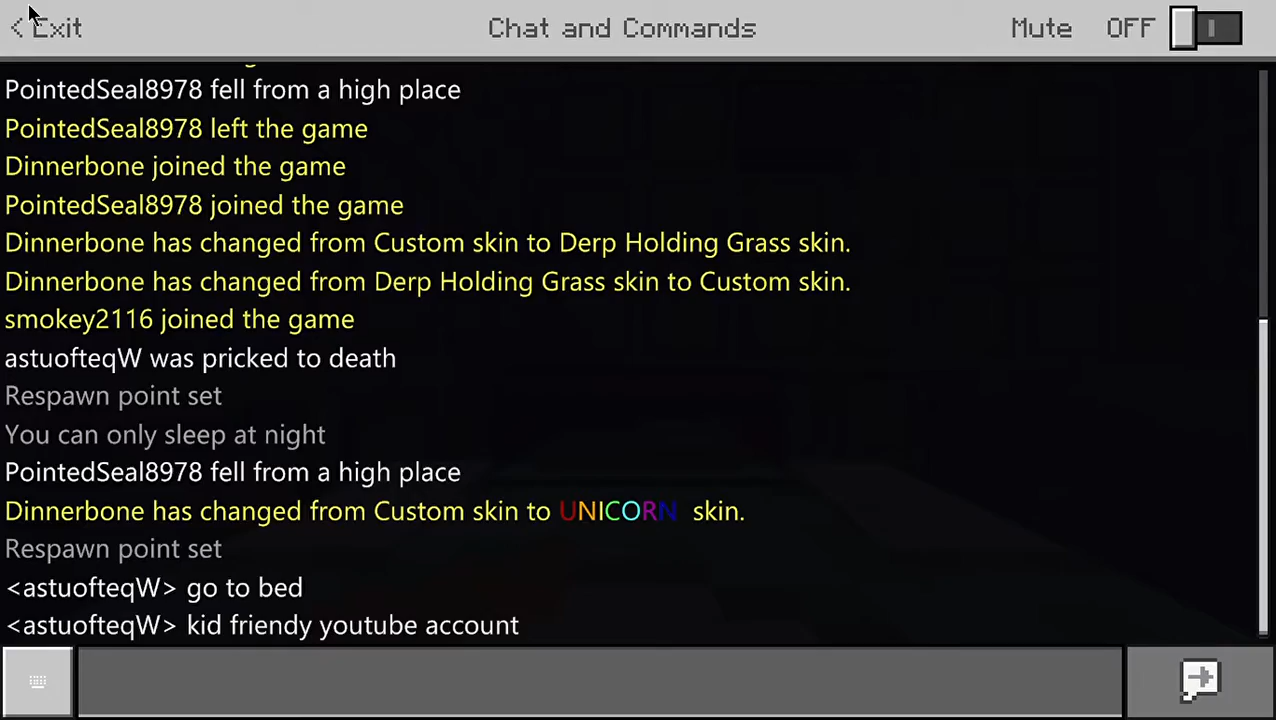 < Exit
Chat and Commands
Mute OFF
PointedSeal8978 fell from a high place
PointedSeal8978 left the game
Dinnerbone joined the game
PointedSeal8978 joined the game
Dinnerbone has changed from Custom skin to Derp Holding Grass skin.
Dinnerbone has changed from Derp Holding Grass skin to Custom skin.
smokey2116 joined the game
astuofteqW was pricked to death
Respawn point set
You can only sleep at night
PointedSeal8978 fell from a high place
Dinnerbone has changed from Custom skin to UNICORN skin.
Respawn point set
<astuofteqW> go to bed
<astuofteqW> kid friendy youtube account